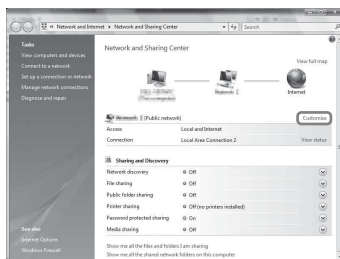 « Network and Internet ▸ Network and Sharing Center
Search
Tasks
View computers and devices
Connect to a network
Set up a connection or network
Manage network connections
Diagnose and repair
See also
Internet Options
Windows Firewall
Network and Sharing Center
View full map
Internet
(Public network)
Customize
Access Local and Internet
Connection Local Area Connection 2 View status
Sharing and Discovery
Network discovery Off
File sharing Off
Public folder sharing Off
Printer sharing Off (no printers installed)
Password protected sharing On
Media sharing Off
Show me all the files and folders I am sharing
Show me all the shared network folders on this computer